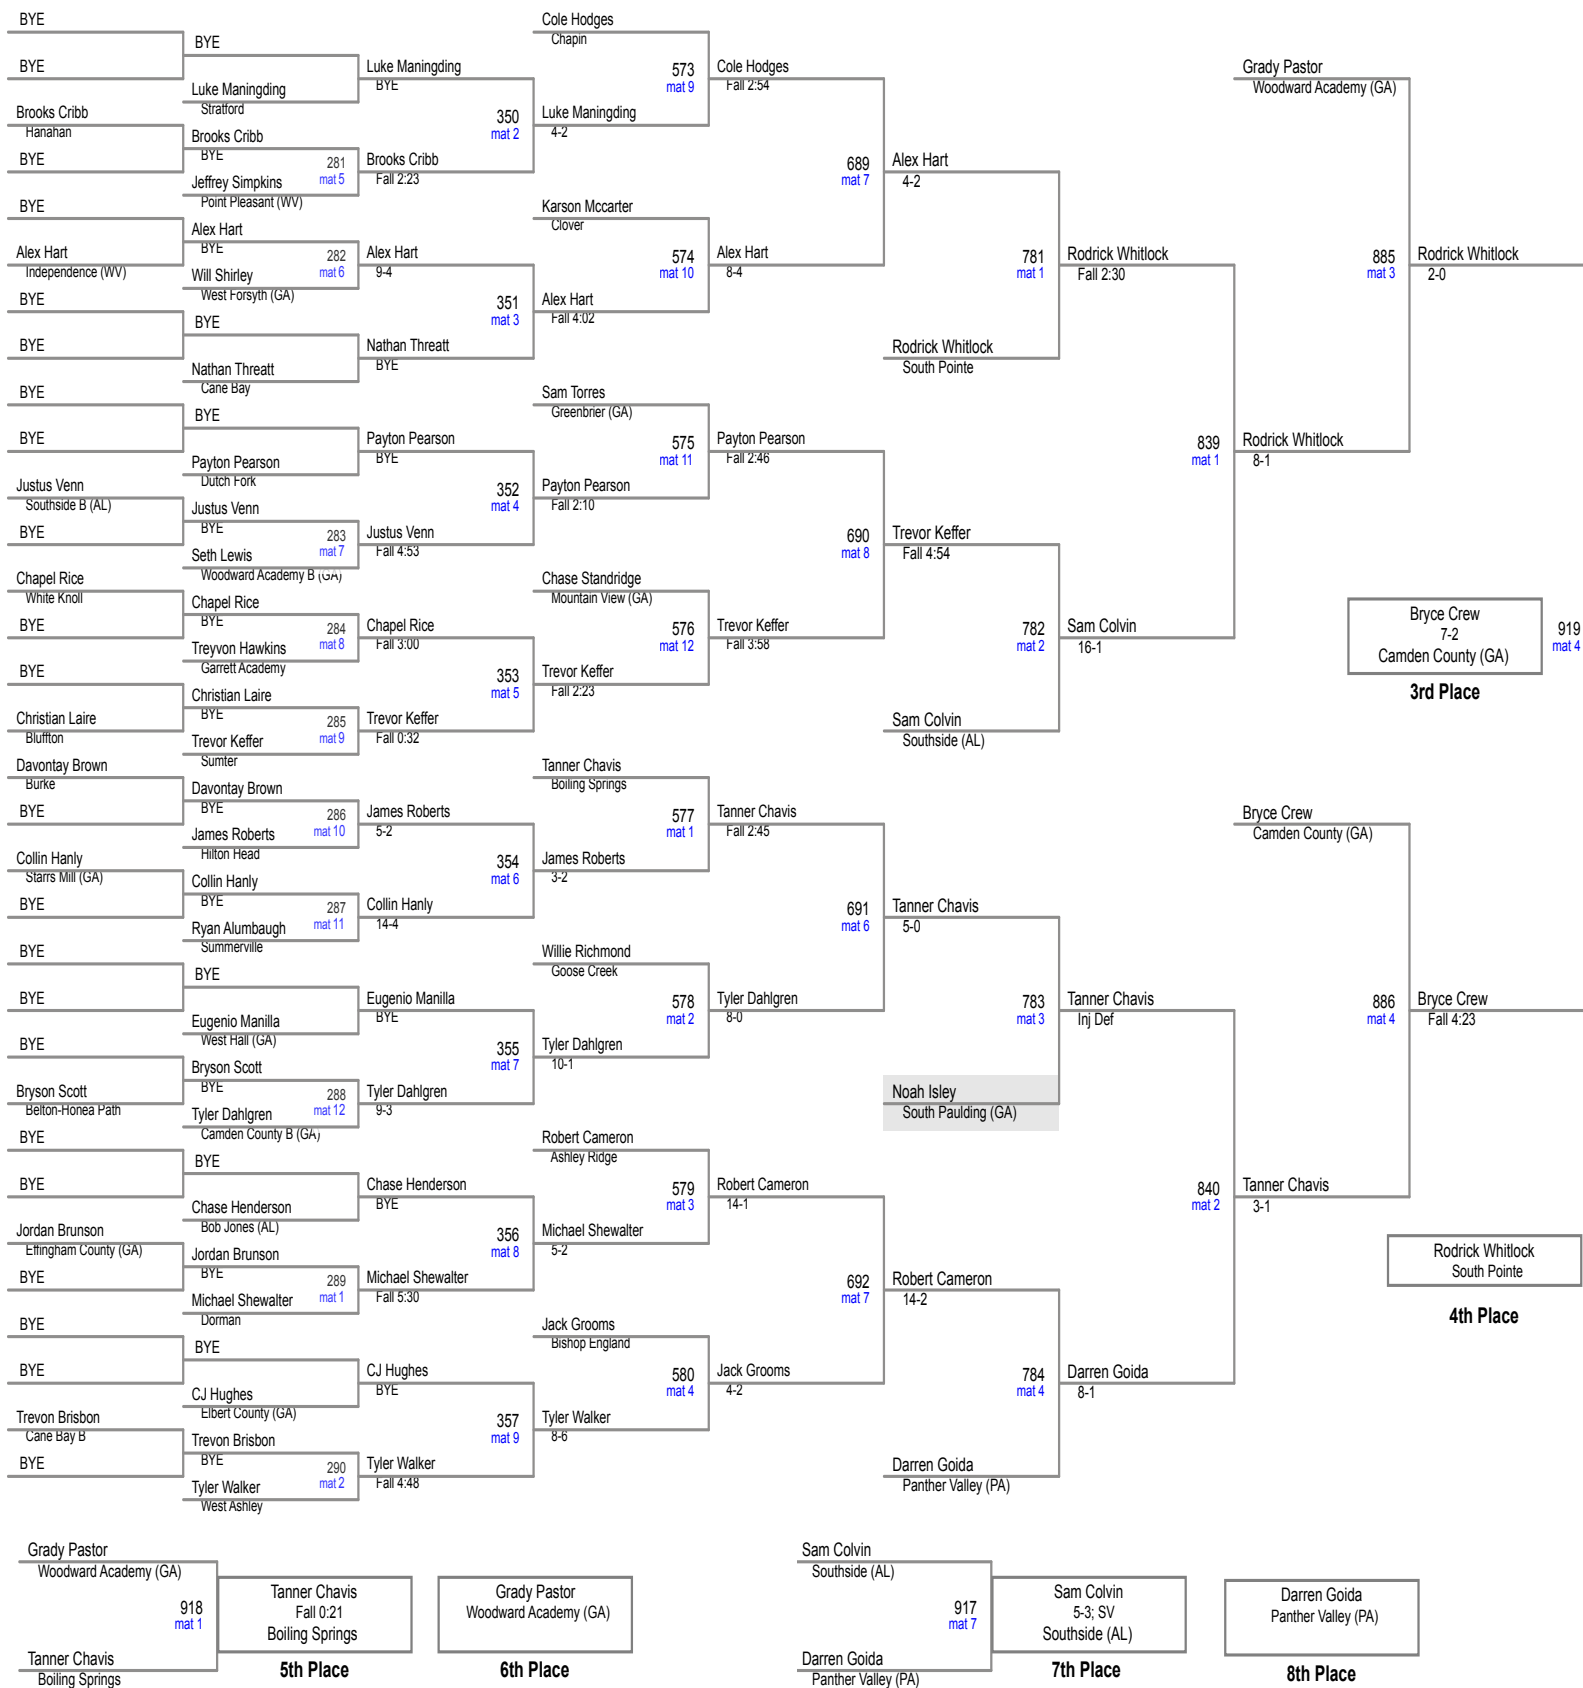 BYE
BYE
Brooks Cribb
Hanahan
BYE
BYE
Alex Hart
Independence (WV)
BYE
BYE
BYE
BYE
Justus Venn
Southside B (AL)
BYE
Chapel Rice
White Knoll
BYE
BYE
Christian Laire
Bluffton
Davontay Brown
Burke
BYE
Collin Hanly
Starrs Mill (GA)
BYE
BYE
BYE
BYE
Bryson Scott
Belton-Honea Path
BYE
BYE
Jordan Brunson
Effingham County (GA)
BYE
BYE
BYE
Trevon Brisbon
Cane Bay B
BYE
BYE
Luke Maningding
Stratford
Brooks Cribb
BYE
281
mat 5
Jeffrey Simpkins
Point Pleasant (WV)
Alex Hart
BYE
282
mat 6
Will Shirley
West Forsyth (GA)
BYE
Nathan Threatt
Cane Bay
BYE
Payton Pearson
Dutch Fork
Justus Venn
BYE
283
mat 7
Seth Lewis
Woodward Academy B (GA)
Chapel Rice
BYE
284
mat 8
Treyvon Hawkins
Garrett Academy
Christian Laire
BYE
285
mat 9
Trevor Keffer
Sumter
Davontay Brown
BYE
286
mat 10
James Roberts
Hilton Head
Collin Hanly
BYE
287
mat 11
Ryan Alumbaugh
Summerville
BYE
Eugenio Manilla
West Hall (GA)
Bryson Scott
BYE
288
mat 12
Tyler Dahlgren
Camden County B (GA)
BYE
Chase Henderson
Bob Jones (AL)
Jordan Brunson
BYE
289
mat 1
Michael Shewalter
Dorman
BYE
CJ Hughes
Elbert County (GA)
Trevon Brisbon
BYE
290
mat 2
Tyler Walker
West Ashley
Luke Maningding
BYE
350
mat 2
Brooks Cribb
Fall 2:23
Alex Hart
9-4
351
mat 3
Nathan Threatt
BYE
Payton Pearson
BYE
352
mat 4
Justus Venn
Fall 4:53
Chapel Rice
Fall 3:00
353
mat 5
Trevor Keffer
Fall 0:32
James Roberts
5-2
354
mat 6
Collin Hanly
14-4
Eugenio Manilla
BYE
355
mat 7
Tyler Dahlgren
9-3
Chase Henderson
BYE
356
mat 8
Michael Shewalter
Fall 5:30
CJ Hughes
BYE
357
mat 9
Tyler Walker
Fall 4:48
Cole Hodges
Chapin
573
mat 9
Luke Maningding
4-2
Karson Mccarter
Clover
574
mat 10
Alex Hart
Fall 4:02
Sam Torres
Greenbrier (GA)
575
mat 11
Payton Pearson
Fall 2:10
Chase Standridge
Mountain View (GA)
576
mat 12
Trevor Keffer
Fall 2:23
Tanner Chavis
Boiling Springs
577
mat 1
James Roberts
3-2
Willie Richmond
Goose Creek
578
mat 2
Tyler Dahlgren
10-1
Robert Cameron
Ashley Ridge
579
mat 3
Michael Shewalter
5-2
Jack Grooms
Bishop England
580
mat 4
Tyler Walker
8-6
Cole Hodges
Fall 2:54
689
mat 7
Alex Hart
8-4
Payton Pearson
Fall 2:46
690
mat 8
Trevor Keffer
Fall 3:58
Tanner Chavis
Fall 2:45
691
mat 6
Tyler Dahlgren
8-0
Robert Cameron
14-1
692
mat 7
Jack Grooms
4-2
Alex Hart
4-2
781
mat 1
Rodrick Whitlock
South Pointe
Trevor Keffer
Fall 4:54
782
mat 2
Sam Colvin
Southside (AL)
Tanner Chavis
5-0
783
mat 3
Noah Isley
South Paulding (GA)
Robert Cameron
14-2
784
mat 4
Darren Goida
Panther Valley (PA)
Rodrick Whitlock
Fall 2:30
839
mat 1
Sam Colvin
16-1
Tanner Chavis
Inj Def
840
mat 2
Darren Goida
8-1
Grady Pastor
Woodward Academy (GA)
885
mat 3
Rodrick Whitlock
8-1
Bryce Crew
Camden County (GA)
886
mat 4
Tanner Chavis
3-1
Rodrick Whitlock
2-0
Bryce Crew
7-2
Camden County (GA)
919
mat 4
3rd Place
Bryce Crew
Fall 4:23
Rodrick Whitlock
South Pointe
4th Place
Grady Pastor
Woodward Academy (GA)
918
mat 1
Tanner Chavis
Boiling Springs
Tanner Chavis
Fall 0:21
Boiling Springs
5th Place
Grady Pastor
Woodward Academy (GA)
6th Place
Sam Colvin
Southside (AL)
917
mat 7
Darren Goida
Panther Valley (PA)
Sam Colvin
5-3; SV
Southside (AL)
7th Place
Darren Goida
Panther Valley (PA)
8th Place